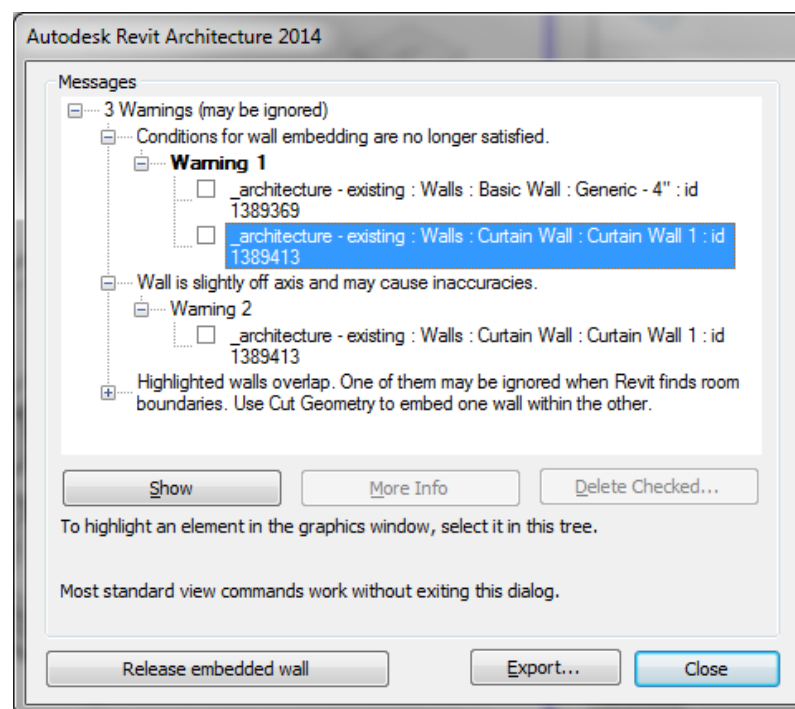 Autodesk Revit Architecture 2014
Messages
3 Warnings (may be ignored)
Conditions for wall embedding are no longer satisfied.
Warning 1
_architecture - existing : Walls : Basic Wall : Generic - 4" : id
1389369
_architecture - existing : Walls : Curtain Wall : Curtain Wall 1 : id
1389413
Wall is slightly off axis and may cause inaccuracies.
Warning 2
_architecture - existing : Walls : Curtain Wall : Curtain Wall 1 : id
1389413
Highlighted walls overlap. One of them may be ignored when Revit finds room
boundaries. Use Cut Geometry to embed one wall within the other.
Show More Info Delete Checked...
To highlight an element in the graphics window, select it in this tree.
Most standard view commands work without exiting this dialog.
Release embedded wall Export... Close